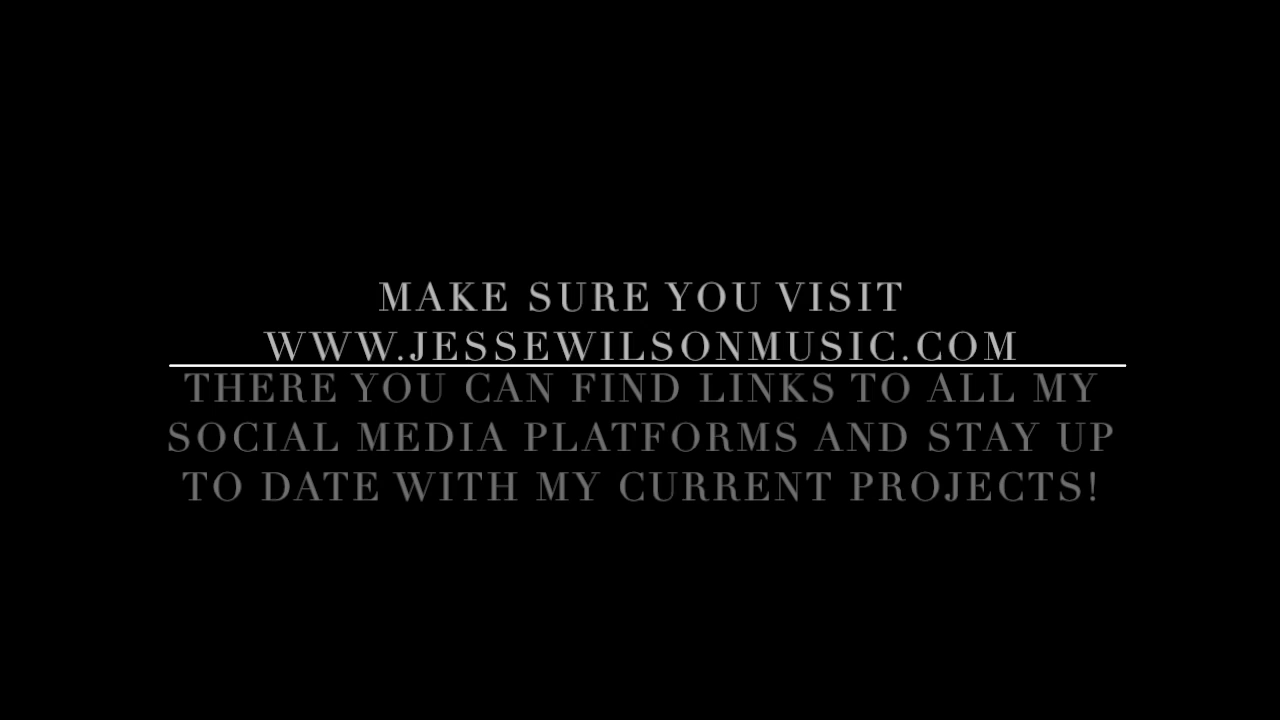 MAKE SURE YOU VISIT
WWW.JESSEWILSONMUSIC.COM
THERE YOU CAN FIND LINKS TO ALL MY
SOCIAL MEDIA PLATFORMS AND STAY UP
TO DATE WITH MY CURRENT PROJECTS!